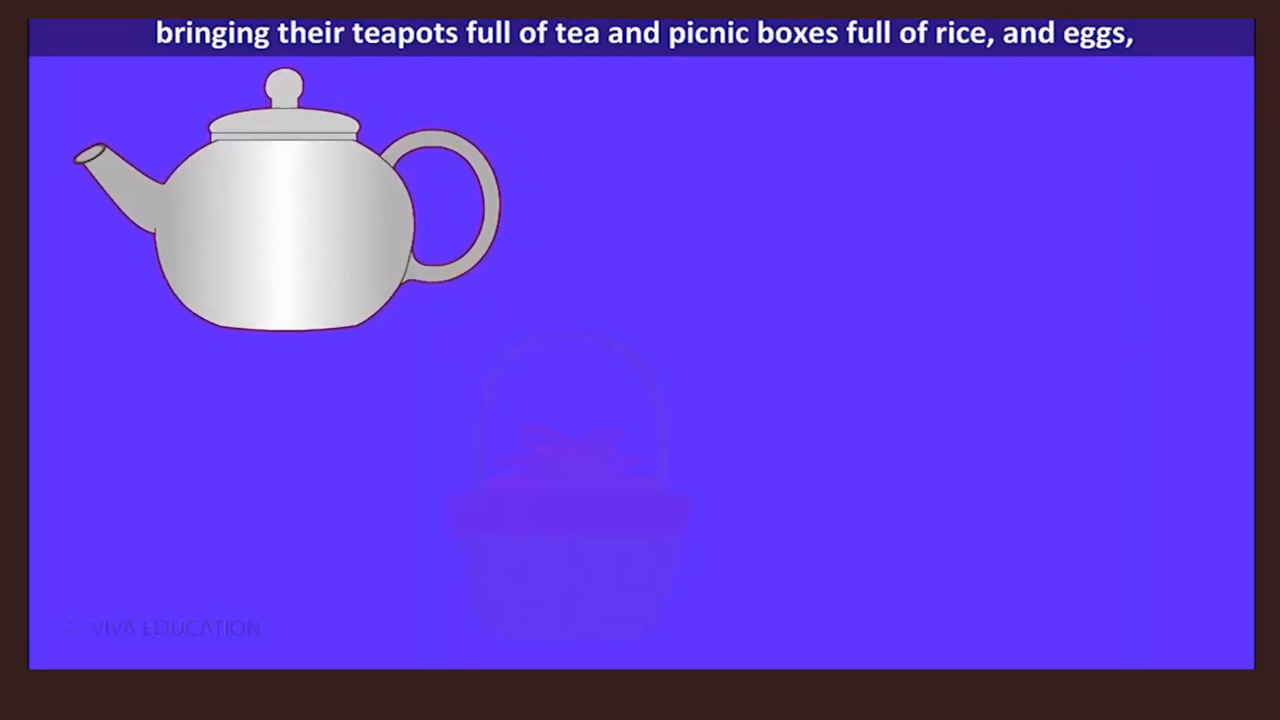 bringing their teapots full of tea and picnic boxes full of rice, and eggs,
VIVA EDUCATION